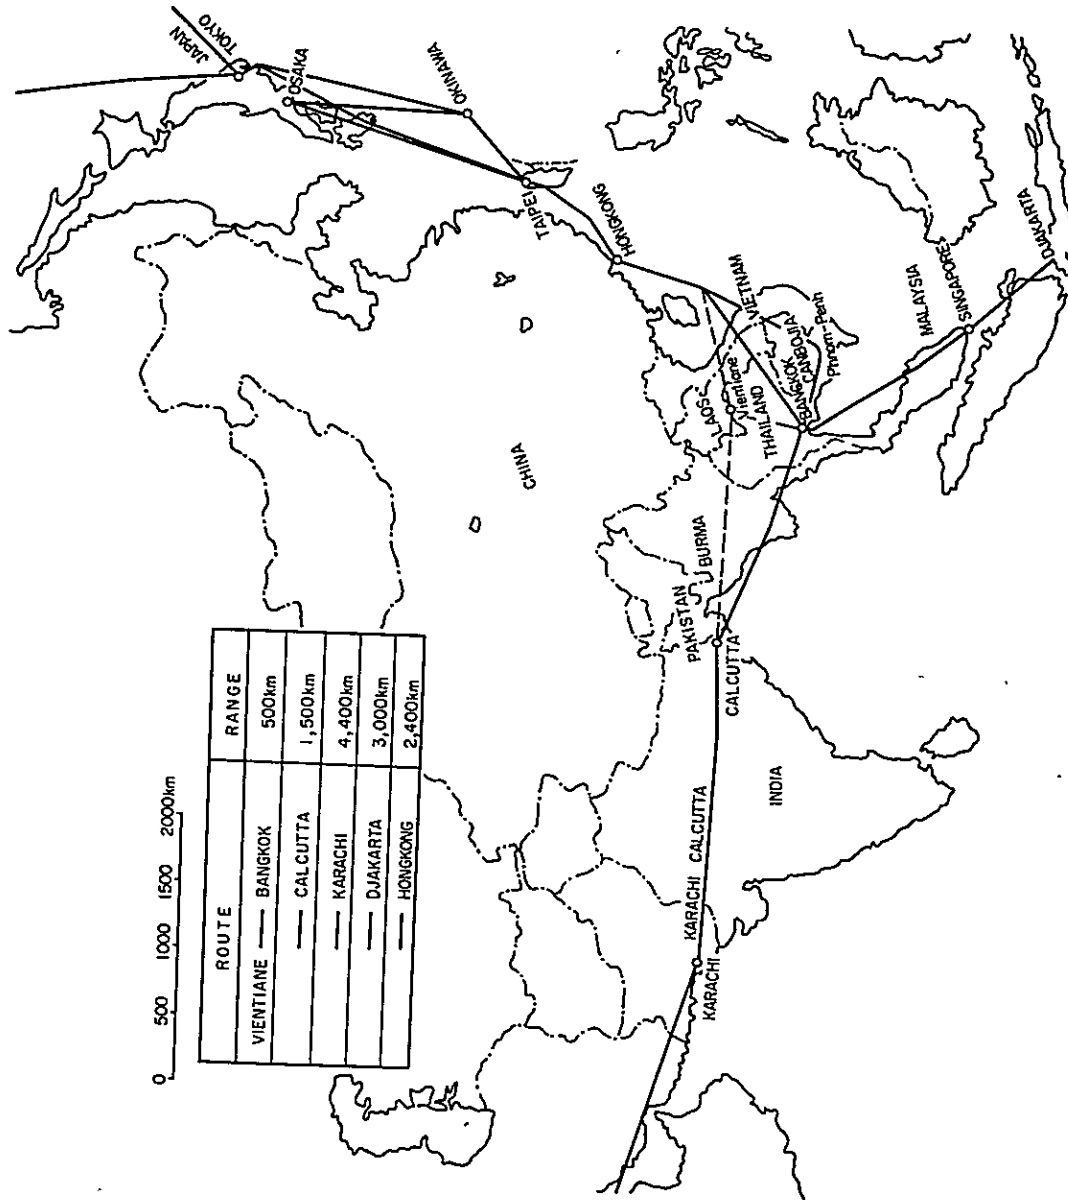 0 500 1000 1500 2000km
ROUTE RANGE
VIENTIANE — BANGKOK 500km
— CALCUTTA 1,500km
— KARACHI 4,400km
— DJAKARTA 3,000km
— HONGKONG 2,400km
JAPAN
TOKYO
OSAKA
OKINAWA
TAIPEI
HONGKONG
CHINA
VIETNAM
LAOS
Vientiane
THAILAND
BANGKOK
CANBOJIA
Phnom-Penh
MALAYSIA
SINGAPORE
DJAKARTA
BURMA
PAKISTAN
CALCUTTA
INDIA
KARACHI CALCUTTA
KARACHI